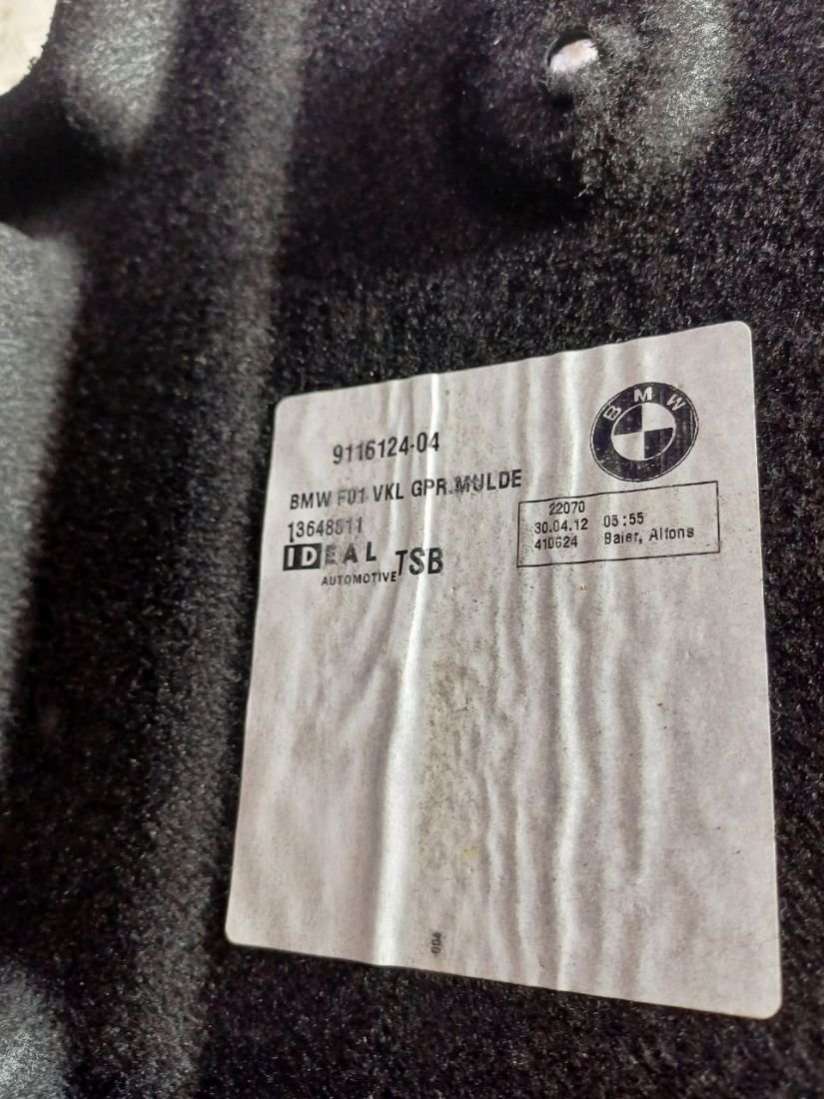 BMW
9116124-04
BMW F01 VKL GPR.MULDE
13648811
IDEAL
AUTOMOTIVE TSB
22070
30.04.12 05:55
410624 Baier, Alfons